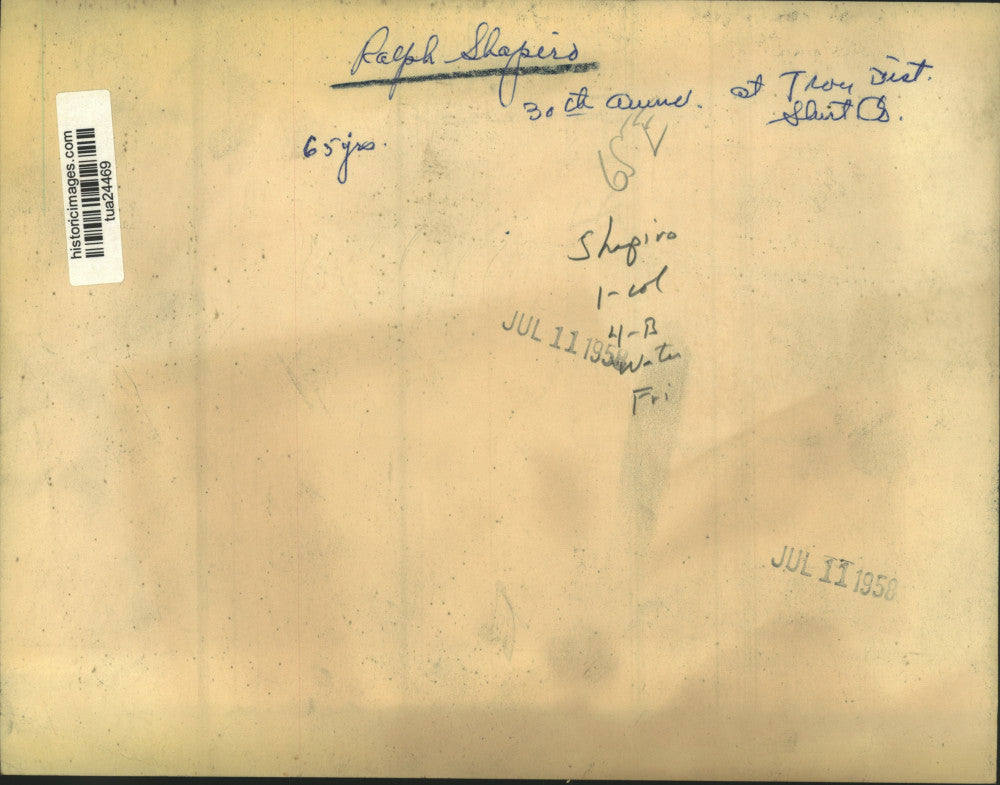 Ralph Shapiro
30th Anniv. at Troy Dist.
Shirt Co.
65 yrs.
historicimages.com
tua24469
65
Shapiro
1-col
4-B
JUL 11 1958
Fri
JUL 11 1958